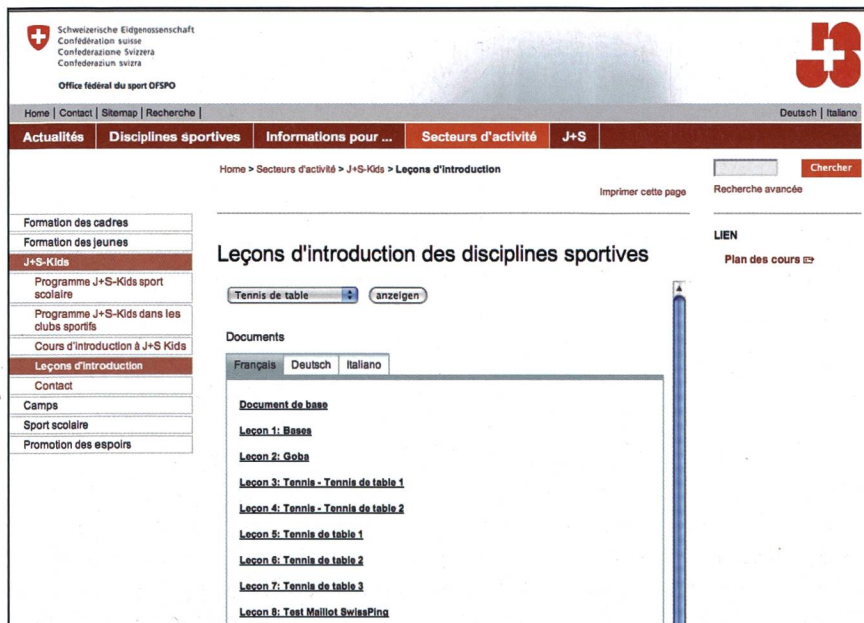 Schweizerische Eidgenossenschaft
Confédération suisse
Confederazione Svizzera
Confederaziun svizra
Office fédéral du sport OFSPO
Home | Contact | Sitemap | Recherche |
Deutsch | Italiano
Actualités
Disciplines sportives
Informations pour ...
Secteurs d'activité
J+S
Home > Secteurs d'activité > J+S-Kids > Leçons d'introduction
Chercher
Imprimer cette page
Recherche avancée
Formation des cadres
Formation des jeunes
J+S-Kids
Programme J+S-Kids sport
scolaire
Programme J+S-Kids dans les
clubs sportifs
Cours d'introduction à J+S Kids
Leçons d'introduction
Contact
Camps
Sport scolaire
Promotion des espoirs
Leçons d'introduction des disciplines sportives
Tennis de table
anzeigen
Documents
Français
Deutsch
Italiano
Document de base
Leçon 1: Bases
Leçon 2: Goba
Leçon 3: Tennis - Tennis de table 1
Leçon 4: Tennis - Tennis de table 2
Leçon 5: Tennis de table 1
Leçon 6: Tennis de table 2
Leçon 7: Tennis de table 3
Leçon 8: Test Maillot SwissPing
LIEN
Plan des cours